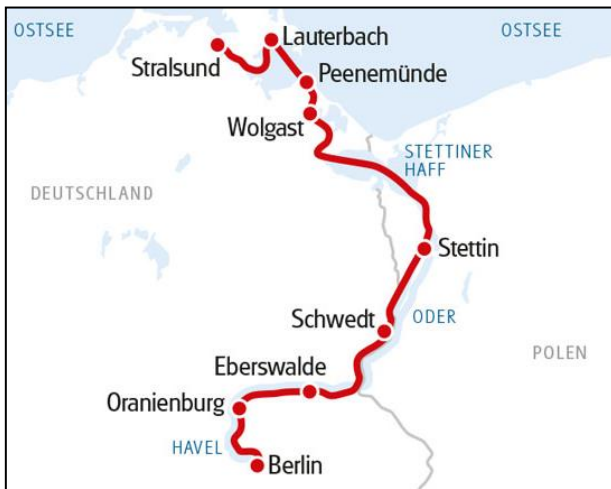 OSTSEE
OSTSEE
Lauterbach
Stralsund
Peenemünde
Wolgast
STETTINER
HAFF
DEUTSCHLAND
Stettin
Schwedt
ODER
POLEN
Eberswalde
Oranienburg
HAVEL
Berlin